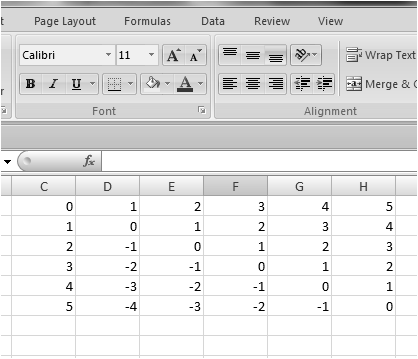 t Page Layout Formulas Data Review View
Calibri 11 A A Wrap Text
B I U A Merge & C
r Font Alignment
fx
C D E F G H
0 1 2 3 4 5
1 0 1 2 3 4
2 -1 0 1 2 3
3 -2 -1 0 1 2
4 -3 -2 -1 0 1
5 -4 -3 -2 -1 0